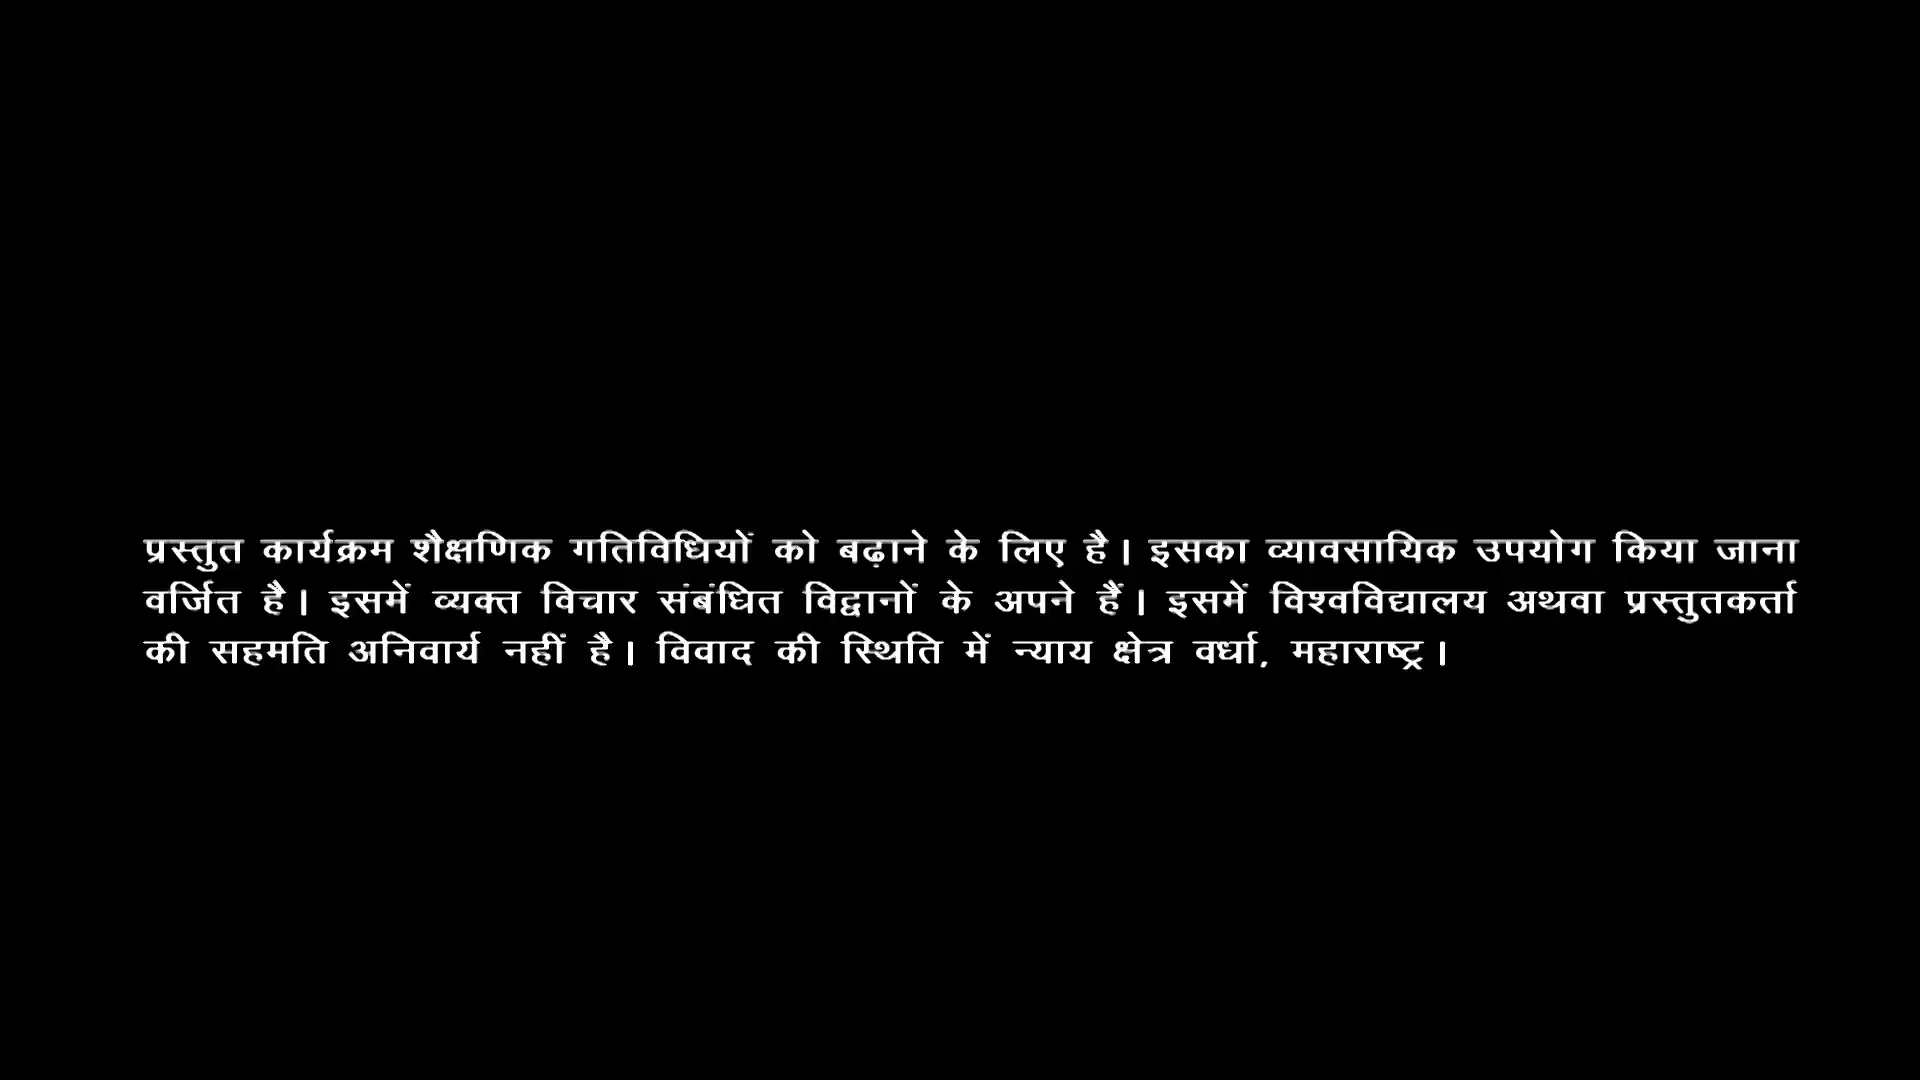 प्रस्तुत कार्यक्रम शैक्षणिक गतिविधियों को बढ़ाने के लिए है। इसका व्यावसायिक उपयोग किया जाना
वर्जित है। इसमें व्यक्त विचार संबंधित विद्वानों के अपने हैं। इसमें विश्वविद्यालय अथवा प्रस्तुतकर्ता
की सहमति अनिवार्य नहीं है। विवाद की स्थिति में न्याय क्षेत्र वर्धा, महाराष्ट्र।